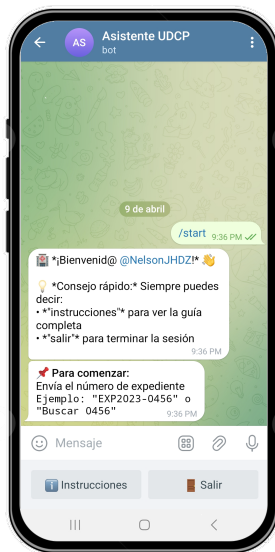 AS
Asistente UDCP
bot
9 de abril
/start 9:36 PM
🏥 *¡Bienvenid@ @NelsonJHDZ!* 👋
💡 *Consejo rápido:* Siempre puedes
decir:
• *"instrucciones"* para ver la guía
completa
• *"salir"* para terminar la sesión
9:36 PM
📌 Para comenzar:
Envía el número de expediente
Ejemplo: "EXP2023-0456" o
"Buscar 0456" 9:36 PM
Mensaje
ℹ️ Instrucciones
🚪 Salir